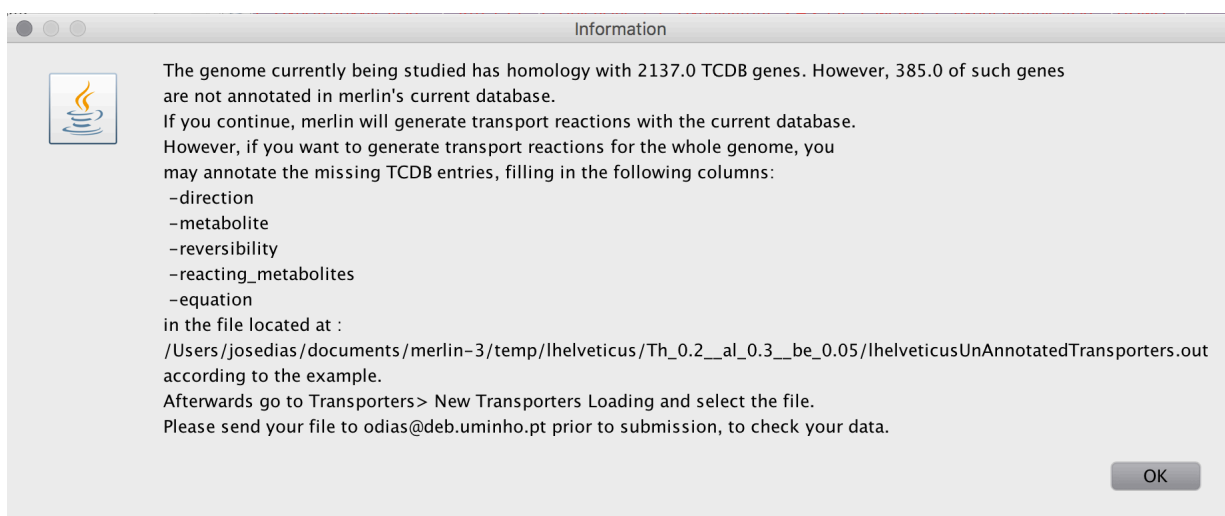 Information
The genome currently being studied has homology with 2137.0 TCDB genes. However, 385.0 of such genes
are not annotated in merlin's current database.
If you continue, merlin will generate transport reactions with the current database.
However, if you want to generate transport reactions for the whole genome, you
may annotate the missing TCDB entries, filling in the following columns:
-direction
-metabolite
-reversibility
-reacting_metabolites
-equation
in the file located at :
/Users/josedias/documents/merlin-3/temp/lhelveticus/Th_0.2__al_0.3__be_0.05/lhelveticusUnAnnotatedTransporters.out
according to the example.
Afterwards go to Transporters> New Transporters Loading and select the file.
Please send your file to odias@deb.uminho.pt prior to submission, to check your data.
OK